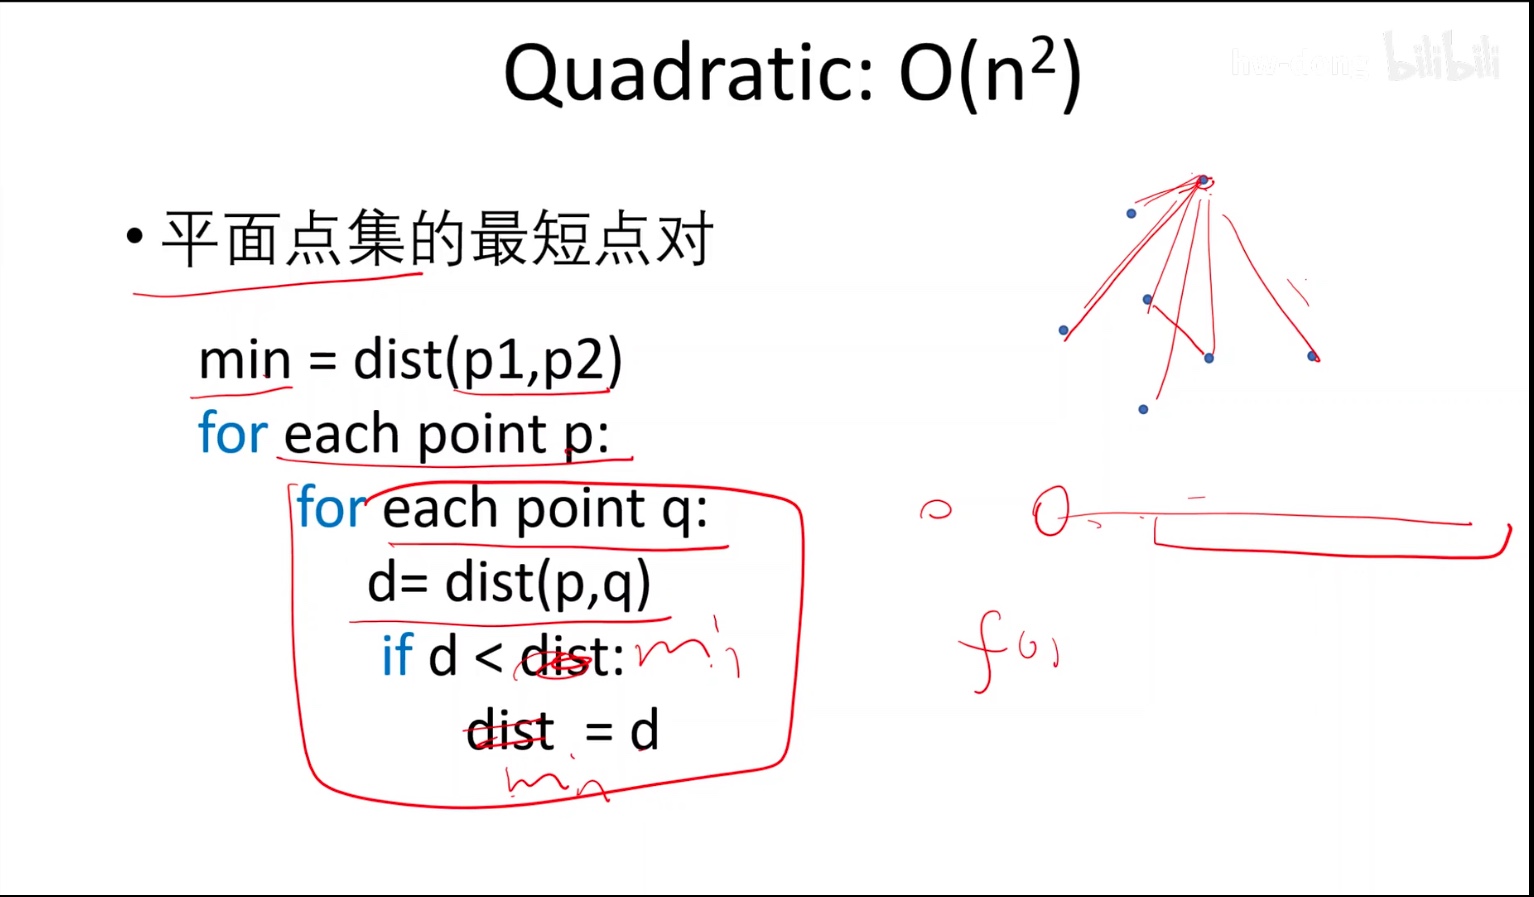 Quadratic: O(n²)
bilibili
• 平面点集的最短点对
min = dist(p1,p2)
for each point p:
for each point q:
d= dist(p,q)
if d < dist: min
dist = d
min